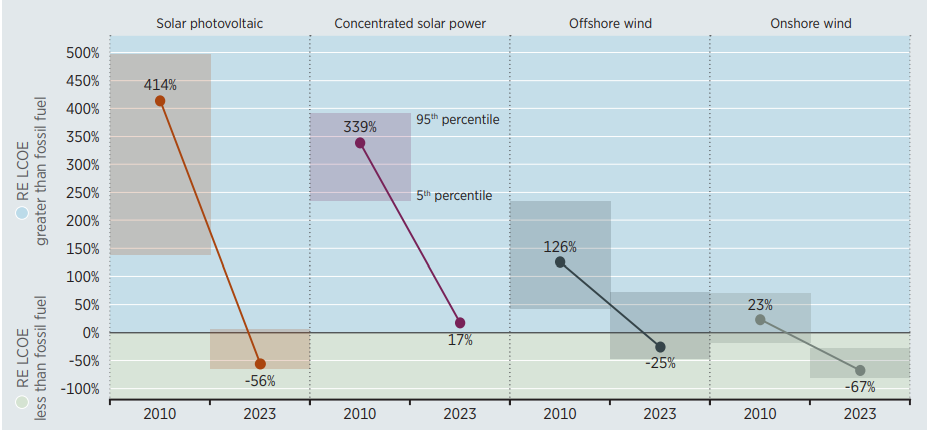 Solar photovoltaic
Concentrated solar power
Offshore wind
Onshore wind
500%
450%
400%
350%
300%
250%
200%
150%
100%
50%
0%
-50%
-100%
RE LCOE
greater than fossil fuel
RE LCOE
less than fossil fuel
414%
-56%
339%
95th percentile
5th percentile
17%
126%
-25%
23%
-67%
2010
2023
2010
2023
2010
2023
2010
2023